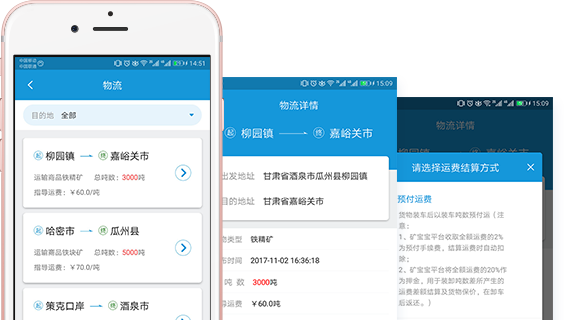 中国移动
中国联通
14:51
物流
目的地 全部
起 柳园镇 终 嘉峪关市
运输商品铁精矿 总吨数：3000吨
指导运费：￥60.0/吨
起 哈密市 终 瓜州县
运输商品铁块矿 总吨数：5000吨
指导运费：￥70.0/吨
起 策克口岸 终 酒泉市
15:09
物流详情
起 柳园镇 终 嘉峪关市
出发地址 甘肃省酒泉市瓜州县柳园镇
目的地址 甘肃省嘉峪关市
类型 铁精矿
时间 2017-11-02 16:36:18
吨 数 3000吨
运费 ￥60.0/吨
15:09
物流详情
请选择运费结算方式
预付运费
货物装车后以装车吨数预付运（注
意：
1、矿宝宝平台收取全额运费的2%
为预付手续费，结算运费时自动扣
除；
2、矿宝宝平台将全额运费的20%作
为押金，用于装卸吨数差所产生的
运费差额结算及货物保价，在卸车
后返还。）